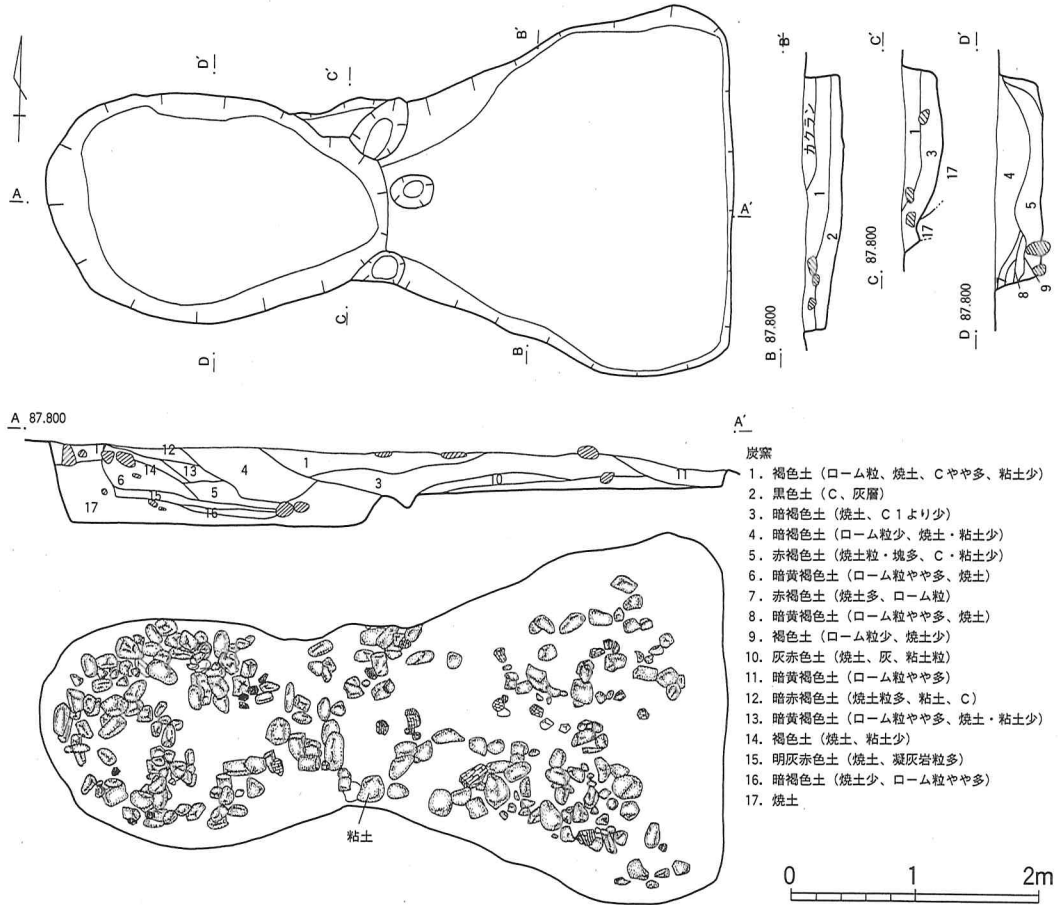 D'
C'
B'
A
A'
C
D
B
B'
カクラン
1
2
B 87.800
C'
1
3
17
17
C 87.800
D'
4
5
8
9
D 87.800
A 87.800
A'
12
14
13
4
1
6
5
3
10
11
15
17
16
粘土
炭窯
1．褐色土（ローム粒、焼土、Cやや多、粘土少）
2．黒色土（C、灰層）
3．暗褐色土（焼土、C 1より少）
4．暗褐色土（ローム粒少、焼土・粘土少）
5．赤褐色土（焼土粒・塊多、C・粘土少）
6．暗黄褐色土（ローム粒やや多、焼土）
7．赤褐色土（焼土多、ローム粒）
8．暗黄褐色土（ローム粒やや多、焼土）
9．褐色土（ローム粒少、焼土少）
10．灰赤色土（焼土、灰、粘土粒）
11．暗黄褐色土（ローム粒やや多）
12．暗赤褐色土（焼土粒多、粘土、C）
13．暗黄褐色土（ローム粒やや多、焼土・粘土少）
14．褐色土（焼土、粘土少）
15．明灰赤色土（焼土、凝灰岩粒多）
16．暗褐色土（焼土少、ローム粒やや多）
17．焼土
0 1 2m